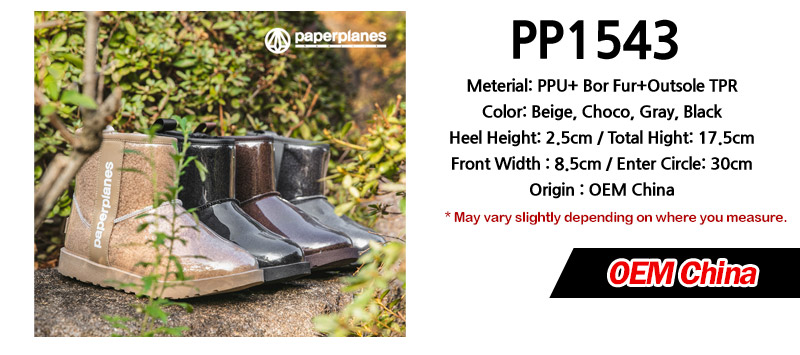 paperplanes
paperplanes
PP1543
Meterial: PPU+ Bor Fur+Outsole TPR
Color: Beige, Choco, Gray, Black
Heel Height: 2.5cm / Total Hight: 17.5cm
Front Width : 8.5cm / Enter Circle: 30cm
Origin : OEM China
* May vary slightly depending on where you measure.
OEM China